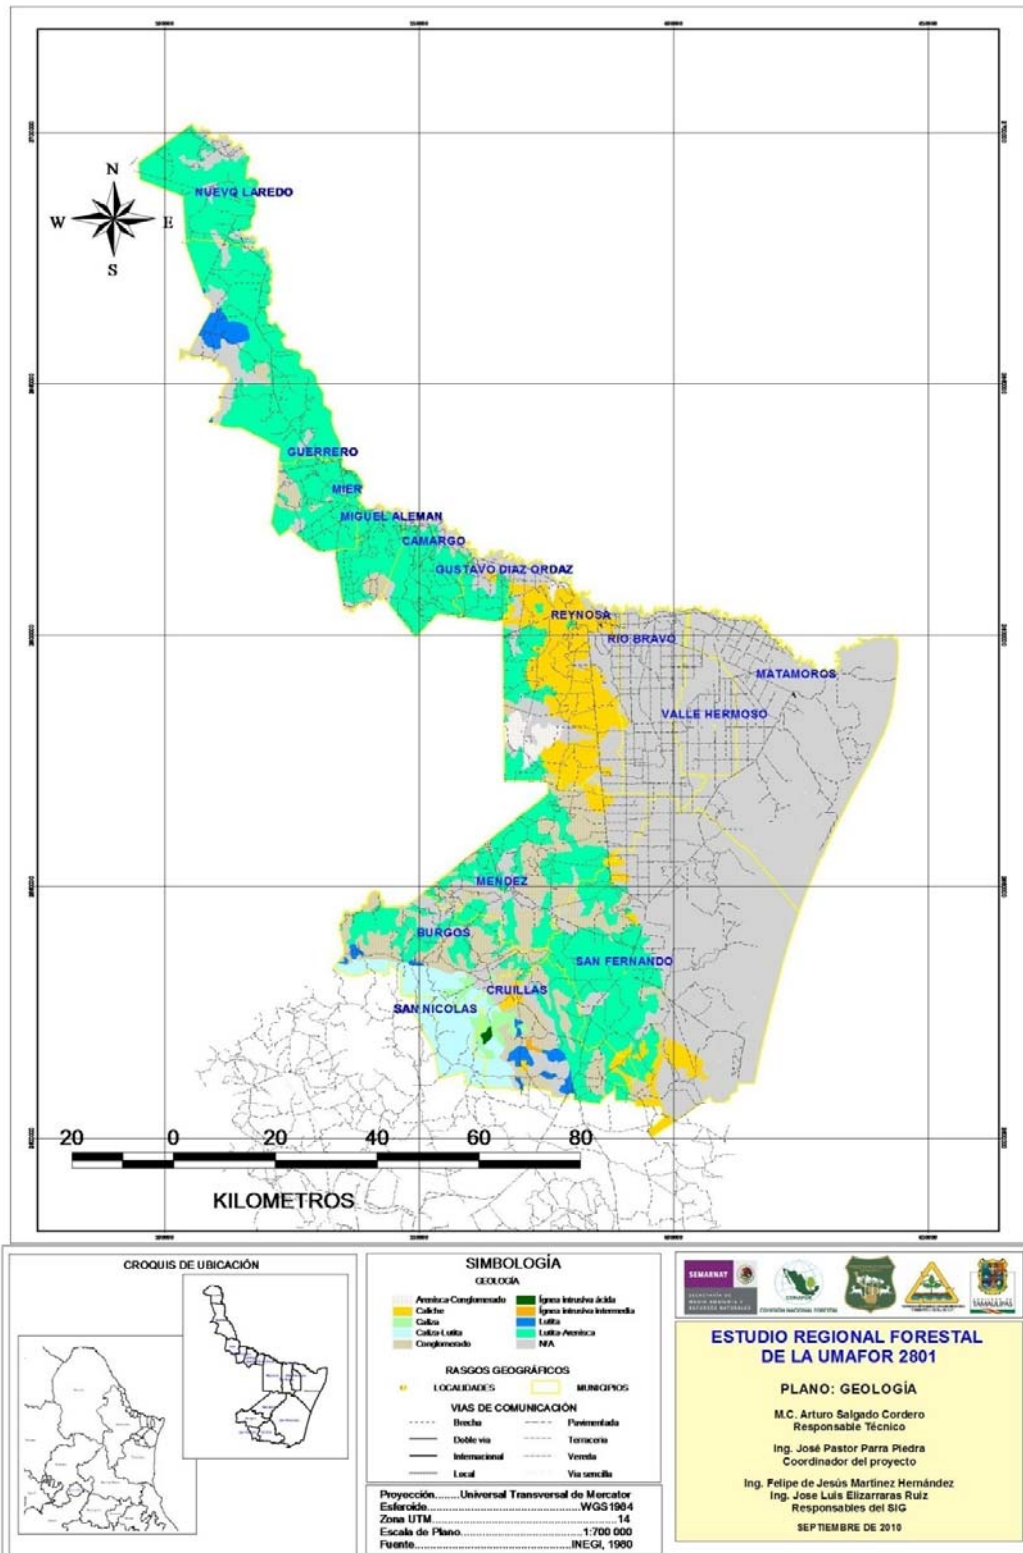 N
W E
S
NUEVO LAREDO
GUERRERO
MIER
MIGUEL ALEMAN
CAMARGO
GUSTAVO DIAZ ORDAZ
REYNOSA
RIO BRAVO
MATAMOROS
VALLE HERMOSO
MENDEZ
BURGOS
SAN FERNANDO
CRUILLAS
SAN NICOLAS
20 0 20 40 60 80
KILOMETROS
CROQUIS DE UBICACIÓN
SIMBOLOGÍA
GEOLOGÍA
Arenisca-Conglomerado Ígnea intrusiva ácida
Caliche Ígnea intrusiva intermedia
Caliza Lutita
Caliza-Lutita Lutita-Arenisca
Conglomerado N/A
RASGOS GEOGRÁFICOS
LOCALIDADES MUNICIPIOS
VIAS DE COMUNICACIÓN
Brecha Pavimentada
Doble via Terraceria
Internacional Vereda
Local Via sencilla
Proyección.........Universal Transversal de Mercator
Esferoide.............................WGS1984
Zona UTM............................14
Escala de Plano......................1:700 000
Fuente.............................INEGI, 1980
SEMARNAT
TAMAULIPAS
ESTUDIO REGIONAL FORESTAL
DE LA UMAFOR 2801
PLANO: GEOLOGÍA
M.C. Arturo Salgado Cordero
Responsable Técnico
Ing. José Pastor Parra Piedra
Coordinador del proyecto
Ing. Felipe de Jesús Martínez Hernández
Ing. Jose Luis Elizarraras Ruiz
Responsables del SIG
SEPTIEMBRE DE 2010